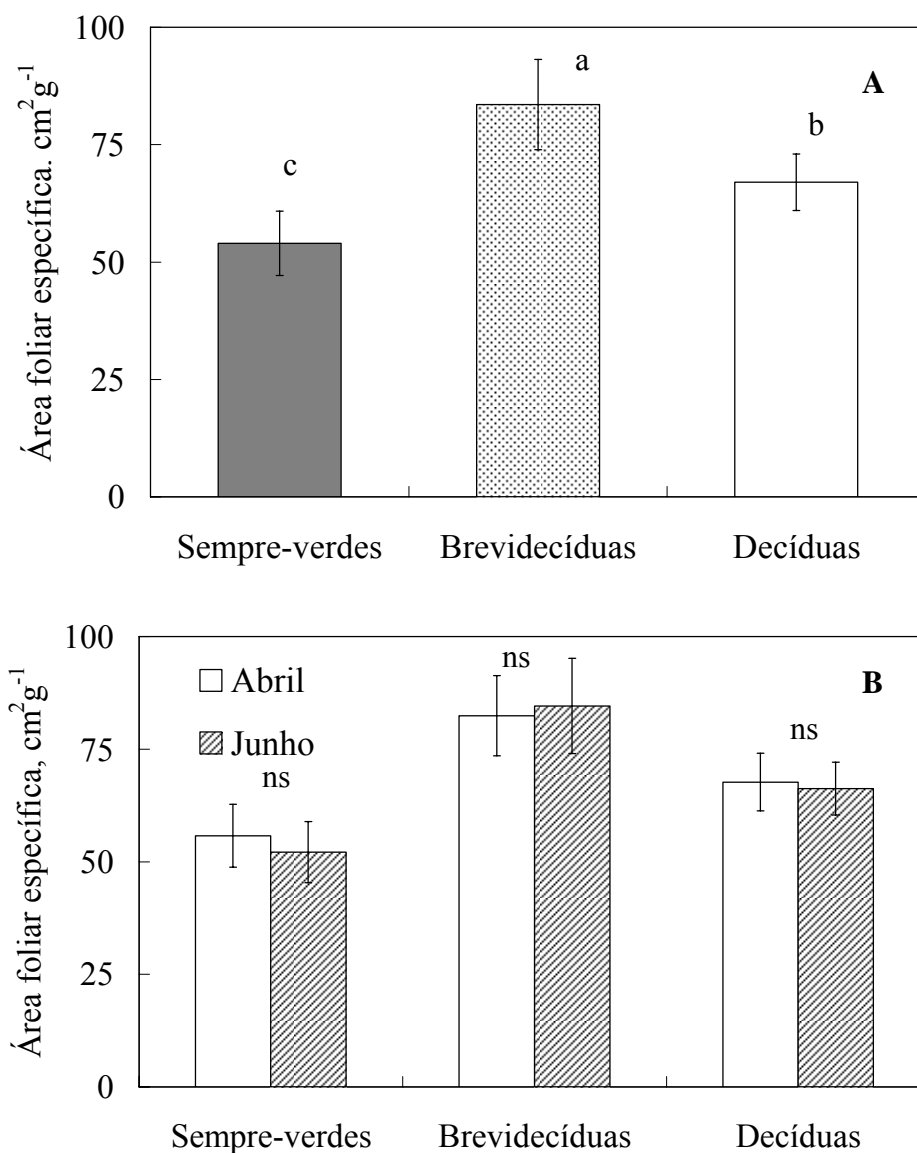 100
a
A
b
75
c
50
25
0
Área foliar específica. cm²g⁻¹
Sempre-verdes Brevidecíduas Decíduas
100
Abril
ns
B
Junho
ns
75
ns
50
25
0
Área foliar específica, cm²g⁻¹
Sempre-verdes Brevidecíduas Decíduas